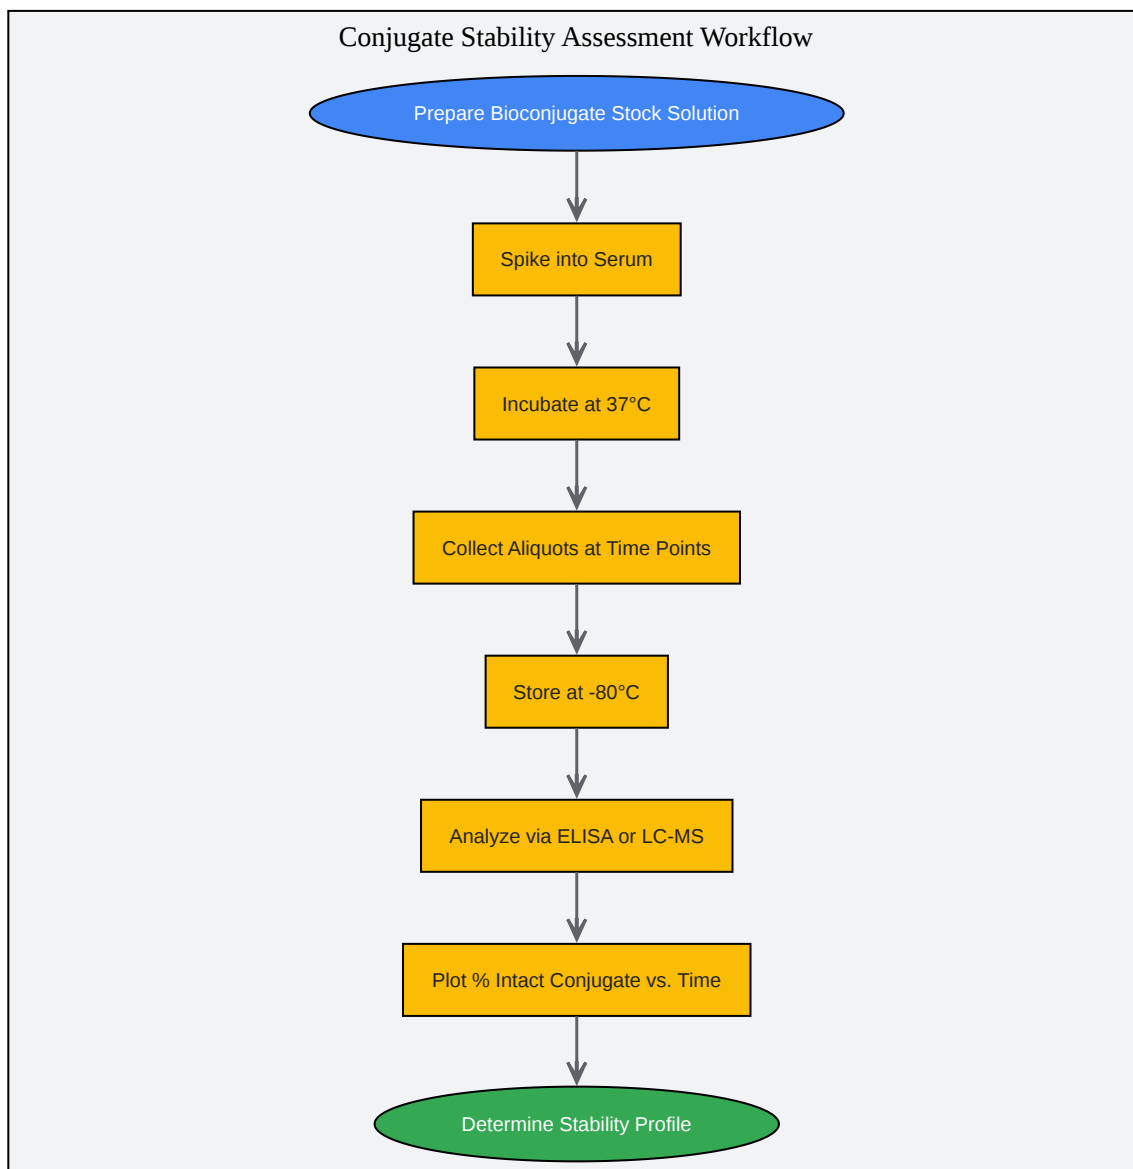 Conjugate Stability Assessment Workflow
Prepare Bioconjugate Stock Solution
Spike into Serum
Incubate at 37°C
Collect Aliquots at Time Points
Store at -80°C
Analyze via ELISA or LC-MS
Plot % Intact Conjugate vs. Time
Determine Stability Profile